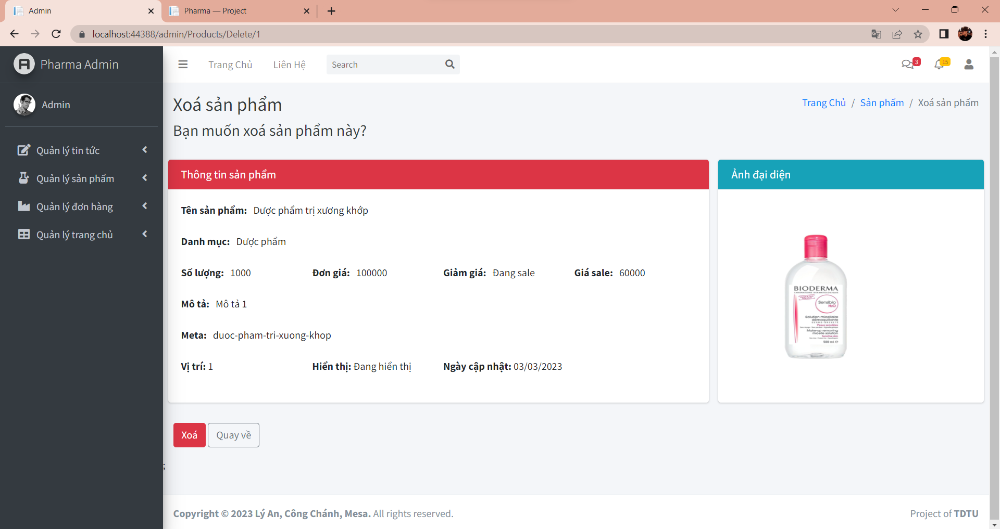 Admin
Pharma — Project
localhost:44388/admin/Products/Delete/1
Pharma Admin
Trang Chủ
Liên Hệ
Search
3
15
Admin
Xoá sản phẩm
Trang Chủ / Sản phẩm / Xoá sản phẩm
Bạn muốn xoá sản phẩm này?
Quản lý tin tức
Quản lý sản phẩm
Quản lý đơn hàng
Quản lý trang chủ
Thông tin sản phẩm
Tên sản phẩm: Dược phẩm trị xương khớp
Danh mục: Dược phẩm
Số lượng: 1000 Đơn giá: 100000 Giảm giá: Đang sale Giá sale: 60000
Mô tả: Mô tả 1
Meta: duoc-pham-tri-xuong-khop
Vị trí: 1 Hiển thị: Đang hiển thị Ngày cập nhật: 03/03/2023
Ảnh đại diện
BIODERMA
LABORATOIRE DERMATOLOGIQUE
Sensibio
H2O
Solution micellaire
démaquillante
Peaux sensibles
Make-up removing
micelle solution
Sensitive skin
500 ml ℮
Xoá
Quay về
;
Copyright © 2023 Lý An, Công Chánh, Mesa. All rights reserved.
Project of TDTU